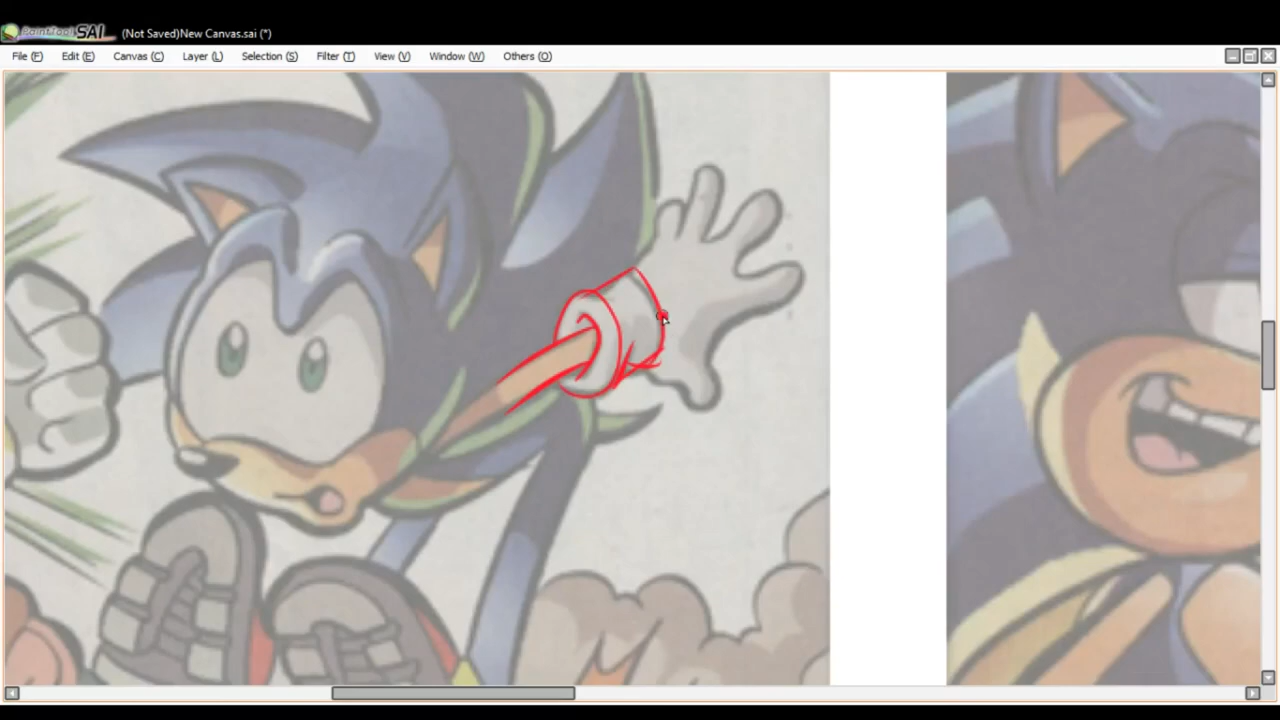 PaintTool SAI (Not Saved)New Canvas.sai (*)
File (F) Edit (E) Canvas (C) Layer (L) Selection (S) Filter (T) View (V) Window (W) Others (O)